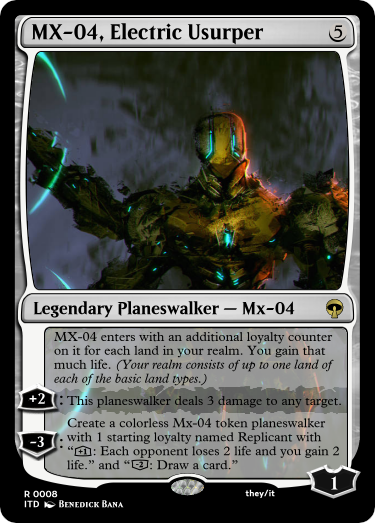 MX-04, Electric Usurper 5
Legendary Planeswalker — Mx-04
MX-04 enters with an additional loyalty counter
on it for each land in your realm. You gain that
much life. (Your realm consists of up to one land of
each of the basic land types.)
+2: This planeswalker deals 3 damage to any target.
Create a colorless Mx-04 token planeswalker
-3: with 1 starting loyalty named Replicant with
“+1: Each opponent loses 2 life and you gain 2
life.” and “-2: Draw a card.”
1
R 0008 they/it
ITD Benedick Bana